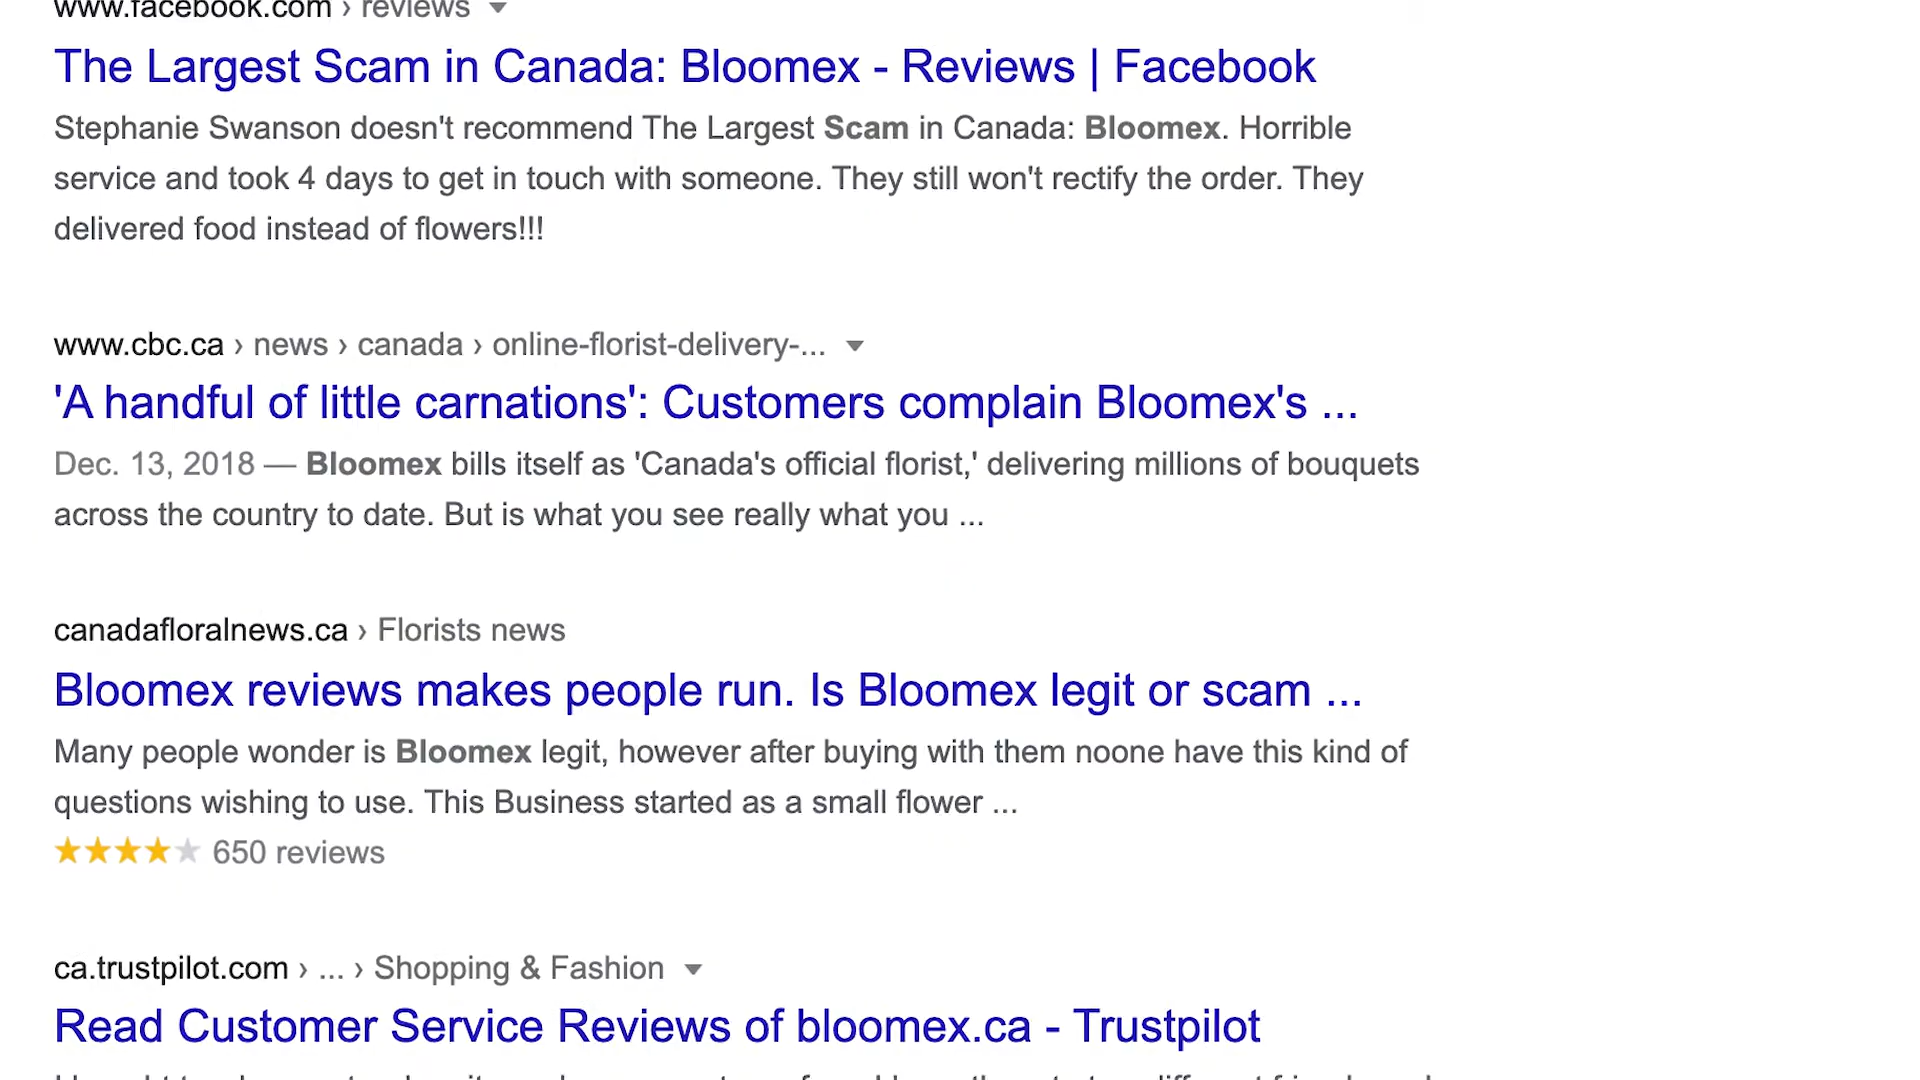 www.facebook.com › reviews
The Largest Scam in Canada: Bloomex - Reviews | Facebook
Stephanie Swanson doesn't recommend The Largest Scam in Canada: Bloomex. Horrible
service and took 4 days to get in touch with someone. They still won't rectify the order. They
delivered food instead of flowers!!!
www.cbc.ca › news › canada › online-florist-delivery-...
'A handful of little carnations': Customers complain Bloomex's ...
Dec. 13, 2018 — Bloomex bills itself as 'Canada's official florist,' delivering millions of bouquets
across the country to date. But is what you see really what you ...
canadafloralnews.ca › Florists news
Bloomex reviews makes people run. Is Bloomex legit or scam ...
Many people wonder is Bloomex legit, however after buying with them noone have this kind of
questions wishing to use. This Business started as a small flower ...
650 reviews
ca.trustpilot.com › ... › Shopping & Fashion
Read Customer Service Reviews of bloomex.ca - Trustpilot